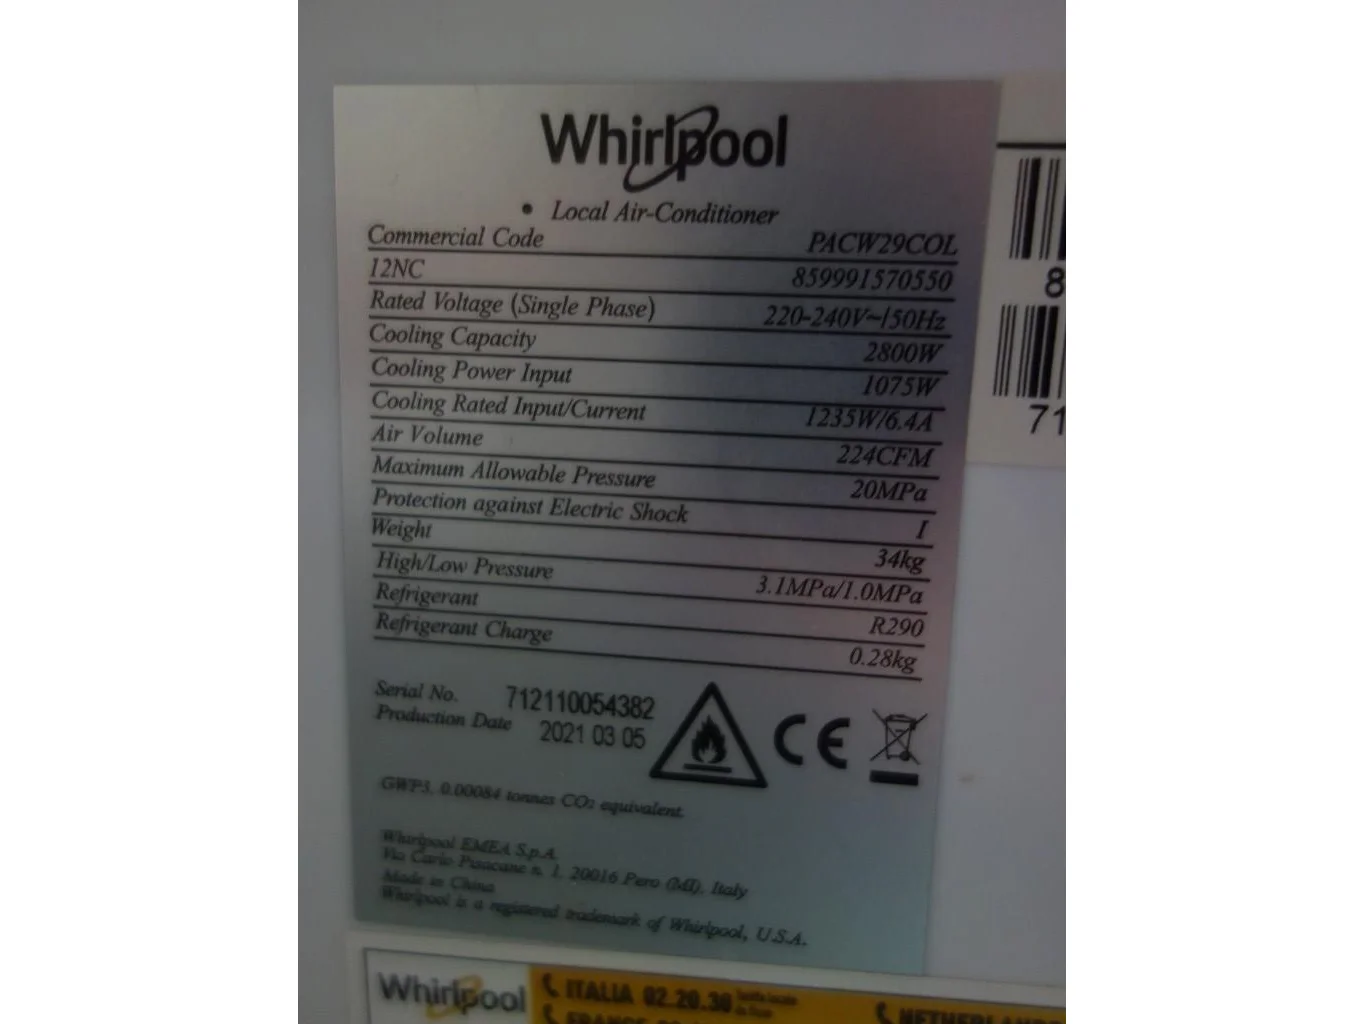 Whirlpool
• Local Air-Conditioner
Commercial Code PACW29COL
12NC 859991570550
Rated Voltage (Single Phase) 220-240V~/50Hz
Cooling Capacity 2800W
Cooling Power Input 1075W
Cooling Rated Input/Current 1235W/6.4A
Air Volume 224CFM
Maximum Allowable Pressure 20MPa
Protection against Electric Shock I
Weight 34kg
High/Low Pressure 3.1MPa/1.0MPa
Refrigerant R290
Refrigerant Charge 0.28kg
Serial No. 712110054382
Production Date 2021 03 05
CE
GWP3, 0.00084 tonnes CO2 equivalent.
Whirlpool EMEA S.p.A.
Via Carlo Pisacane n. 1, 20016 Pero (MI), Italy
Made in China
Whirlpool is a registered trademark of Whirlpool, U.S.A.
8
71
Whirlpool
ITALIA 02.20.30
FRANCE
NETHERLANDS